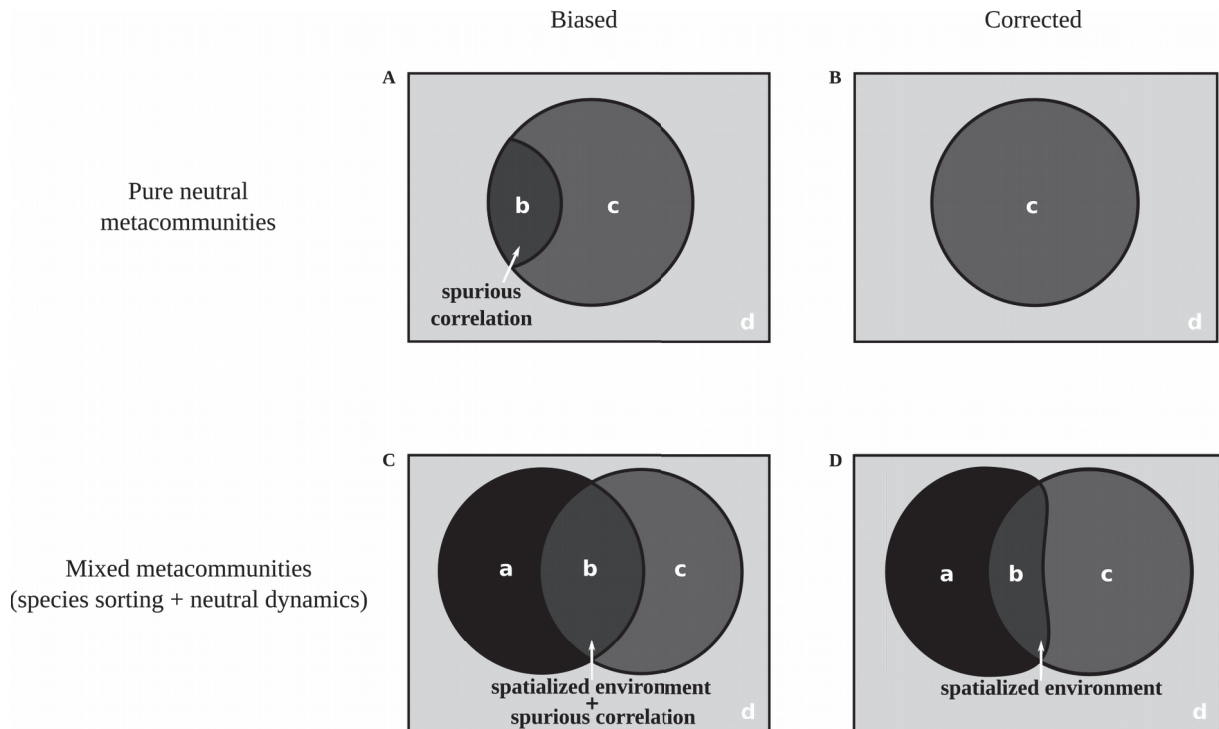 Biased
Corrected
A
B
Pure neutral
metacommunities
b
c
spurious
correlation
d
c
d
C
D
Mixed metacommunities
(species sorting + neutral dynamics)
a
b
c
spatialized environment
+
spurious correlation
d
a
b
c
spatialized environment
d